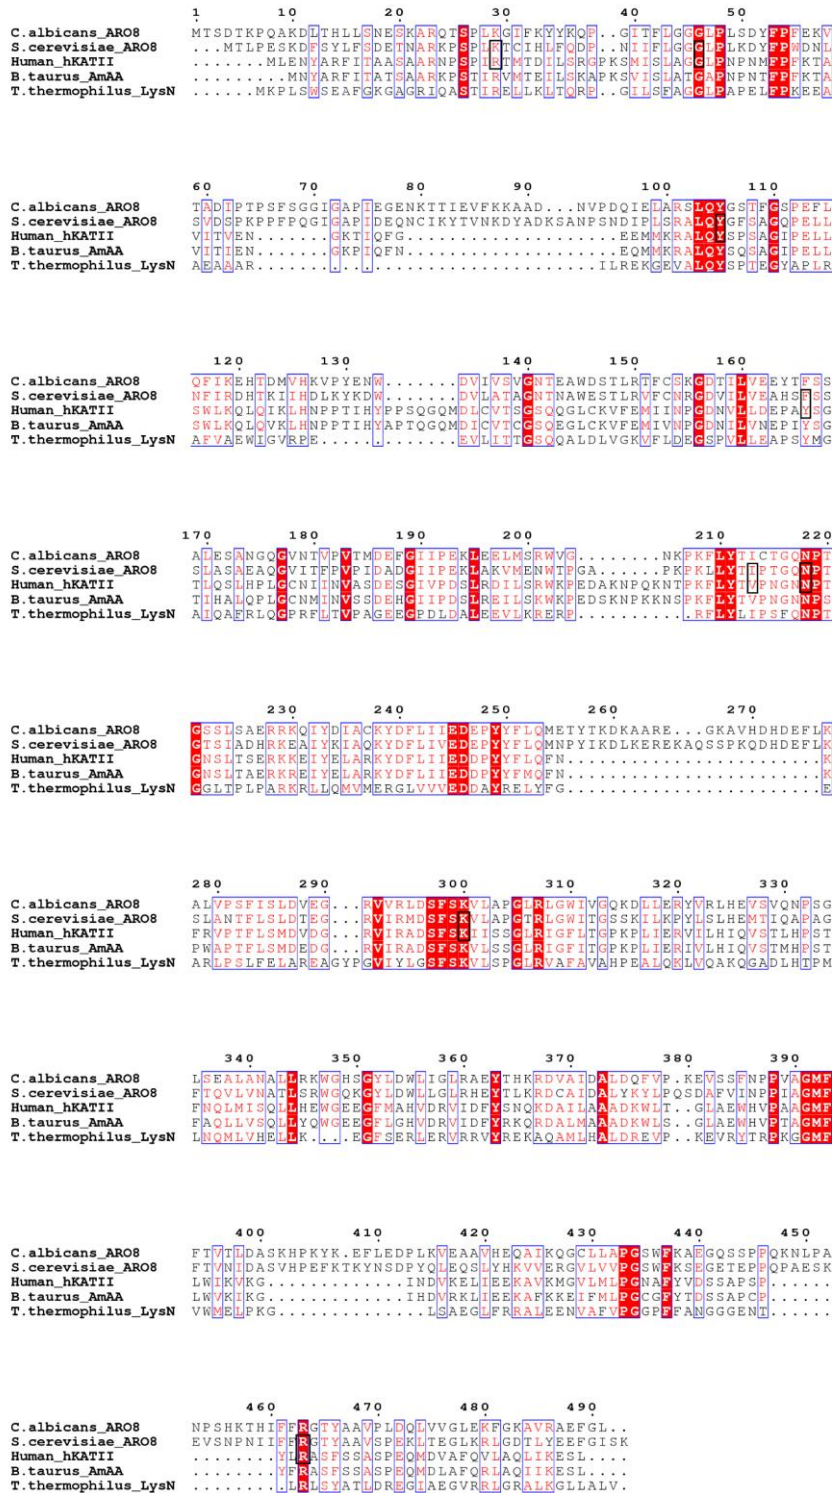 1 10 20 30 40 50
C.albicans_ARO8 MTSDTKPQAKDLTHLLSNESKARQTSPLKGIFKYYKQP..GITFLGGGLPLSDYFPFEKV
S.cerevisiae_ARO8 ....MTLPESKDFSYLFSDETNARKPSPLKTCIHLFQDP..NIIFLGGGLPLKDYFPWDNL
Human_hKATII ......MLENYARFITAASAARNPSPIRTMTDILSRGPKSMISLAGGLPNPNMFPFKTA
B.taurus_AmAA ......MNYARFITATSAARKPSTIRVMTEILSKAPKSVISLATGAPNPNTFPFKTA
T.thermophilus_LysN ......MKPLSWSEAFGKGAGRIQASTIRELLKLTQRP..GILSFAGGLPAPELFPKEEA
60 70 80 90 100 110
C.albicans_ARO8 TADIPTPSFSGGIGAPIEGENKTTIEVFKKAAD..NVPDQIELARSLQYGSTFGSPEFL
S.cerevisiae_ARO8 SVDSPKPPFPQGIGAPIDEQNCIKYTVNKDYADKSANPSNDIPLSRALQYGFSAGQPELL
Human_hKATII VITVEN.......GKTIQFG.....................EEMMKRALQYSPSAGIPELL
B.taurus_AmAA VITIEN.......GKPIQFN.....................EQMMKRALQYSQSAGIPELL
T.thermophilus_LysN AEAAAR................................ILREKGEVALQYSPTEGYAPLR
120 130 140 150 160
C.albicans_ARO8 QFIKEHTDMVHKVPYENW.......DVIVSVGNTEAWDSTLRTFCSKGDTILVEEYTFSS
S.cerevisiae_ARO8 NFIRDHTKIIHDLKYKDW.......DVLATAGNTNAWESTLRVFCNRGDVILVEAHSFSS
Human_hKATII SWLKQLQIKLHNPPTIHYPPSQGQMDLCVTSGSQQGLCKVFEMIINPGDNVLLDEPAYSG
B.taurus_AmAA SWLKQLQVKLHNPPTIHYAPTQGQMDICVTCGSQEGLCKVFEMIVNPGDNILVNEPIYSG
T.thermophilus_LysN AFVAEWIGVRPE.............EVLITTGSQQALDLVGKVFLDEGSPVLLEAPSYMG
170 180 190 200 210 220
C.albicans_ARO8 ALESANGQGVNTVPVTMDEFGIIPEKLEELMSRWVG........NKPKFLYTICTGQNPT
S.cerevisiae_ARO8 SLASAEAQGVITFPVPIDADGIIPEKLAKVMENWTPGA......PKPKLLYTIPTGQNPT
Human_hKATII TLQSLHPLGCNIINVASDESGIVPDSLRDILSRWKPEDAKNPQKNTPKFLYTVPNGNNPT
B.taurus_AmAA TIHALQPLGCNMINVSSDEHGIIPDSLREILSKWKPEDSKNPKKNSPKFLYTVPNGNNPS
T.thermophilus_LysN AIQAFRLQGPRFLTVPAGEEGPDLDALEEVLKRERP..........RFLYLIPSFQNPT
230 240 250 260 270
C.albicans_ARO8 GSSLSAERRKQIYDIACKYDFLIIEDEPYYFLQMETYTKDKAARE...GKAVHDHDEFLK
S.cerevisiae_ARO8 GTSIADHRKEAIYKIAQKYDFLIVEDEPYYFLQMNPYIKDLKEREKAQSSPKQDHDEFLK
Human_hKATII GNSLTSERKKEIYELARKYDFLIIEDDPYYFLQFN.........................K
B.taurus_AmAA GNSLTAERKREIYELARKYDFLIIEDDPYYFMQFN.........................K
T.thermophilus_LysN GGLTPLPARKRLLQMVMERGLVVVEDDAYRELYFG.........................E
280 290 300 310 320 330
C.albicans_ARO8 ALVPSFISLDVEG...RVVRLDSFSKVLAPGLRLGWIVGQKDLLERYVRLHEVSVQNPSG
S.cerevisiae_ARO8 SLANTFLSLDTEG...RVIRMDSFSKVLAPGTRLGWITGSSKILKPYLSLHEMTIQAPAG
Human_hKATII FRVPTFLSMDVDG...RVIRADSFSKIISSGLRIGFLTGPKPLIERVILHIQVSTLHPST
B.taurus_AmAA PWAPTFLSMDEDG...RVIRADSFSKVLSSGLRIGFITGPKPLIERIVLHIQVSTMHPST
T.thermophilus_LysN ARLPSLFELAREAGYPGVIYLGSFSKVLSPGLRVAFAVAHPEALQKLVQAKQGADLHTPM
340 350 360 370 380 390
C.albicans_ARO8 LSEALANALLRKWGHSGYLDWLIGLRAEYTHKRDVAIDALDQFVP.KEVSSFNPPVAGMF
S.cerevisiae_ARO8 FTQVLVNATLSRWGQKGYLDWLLGLRHEYTLKRDCAIDALYKYLPQSDAFVINPPIAGMF
Human_hKATII FNQLMISQLLHEWGEEGFMAHVDRVIDFYSNQKDAILAAADKWLT..GLAEWHVPAAGMF
B.taurus_AmAA FAQLLVSQLLYQWGEEGFLGHVDRVIDFYRKQRDALMAAADKWLS..GLAEWHVPTAGMF
T.thermophilus_LysN LNQMLVHELLK...EGFSERLERVRRVYREKAQAMLHALDREVP..KEVRYTRPKGGMF
400 410 420 430 440 450
C.albicans_ARO8 FTVTLDASKHPKYK.EFLEDPLKVEAAVHEQAIKQGCLLAPGSWFKAEGQSSPPQKNLPA
S.cerevisiae_ARO8 FTVNIDASVHPEFKTKYNSDPYQLEQSLYHKVVERGVLVVPGSWFKSEGETEPPQPAESK
Human_hKATII LWIKVKG............INDVKELIEEKAVKMGVLMLPGNAFYVDSSAPSP.......
B.taurus_AmAA LWVKIKG............IHDVRKLIEEKAFKKEIFMLPGCGFYTDSSAPCP.......
T.thermophilus_LysN VWMELPKG............LSAEGLFRRALEENVAFVPGGPFFANGGGENT.......
460 470 480 490
C.albicans_ARO8 NPSHKTHIFFRGTYAAVPLDQLVVGLEKFGKAVRAEFGL.
S.cerevisiae_ARO8 EVSNPNIIFFRGTYAAVSPEKLTEGLKRLGDTLYEEFGISK
Human_hKATII ........YLRASFSSASPEQMDVAFQVLAQLIKESL....
B.taurus_AmAA ........YFRASFSSASPEQMDLAFQRLAQIIKESL....
T.thermophilus_LysN ........LRLSYATLDREGIAEGVRRLGRALKGLLALV.